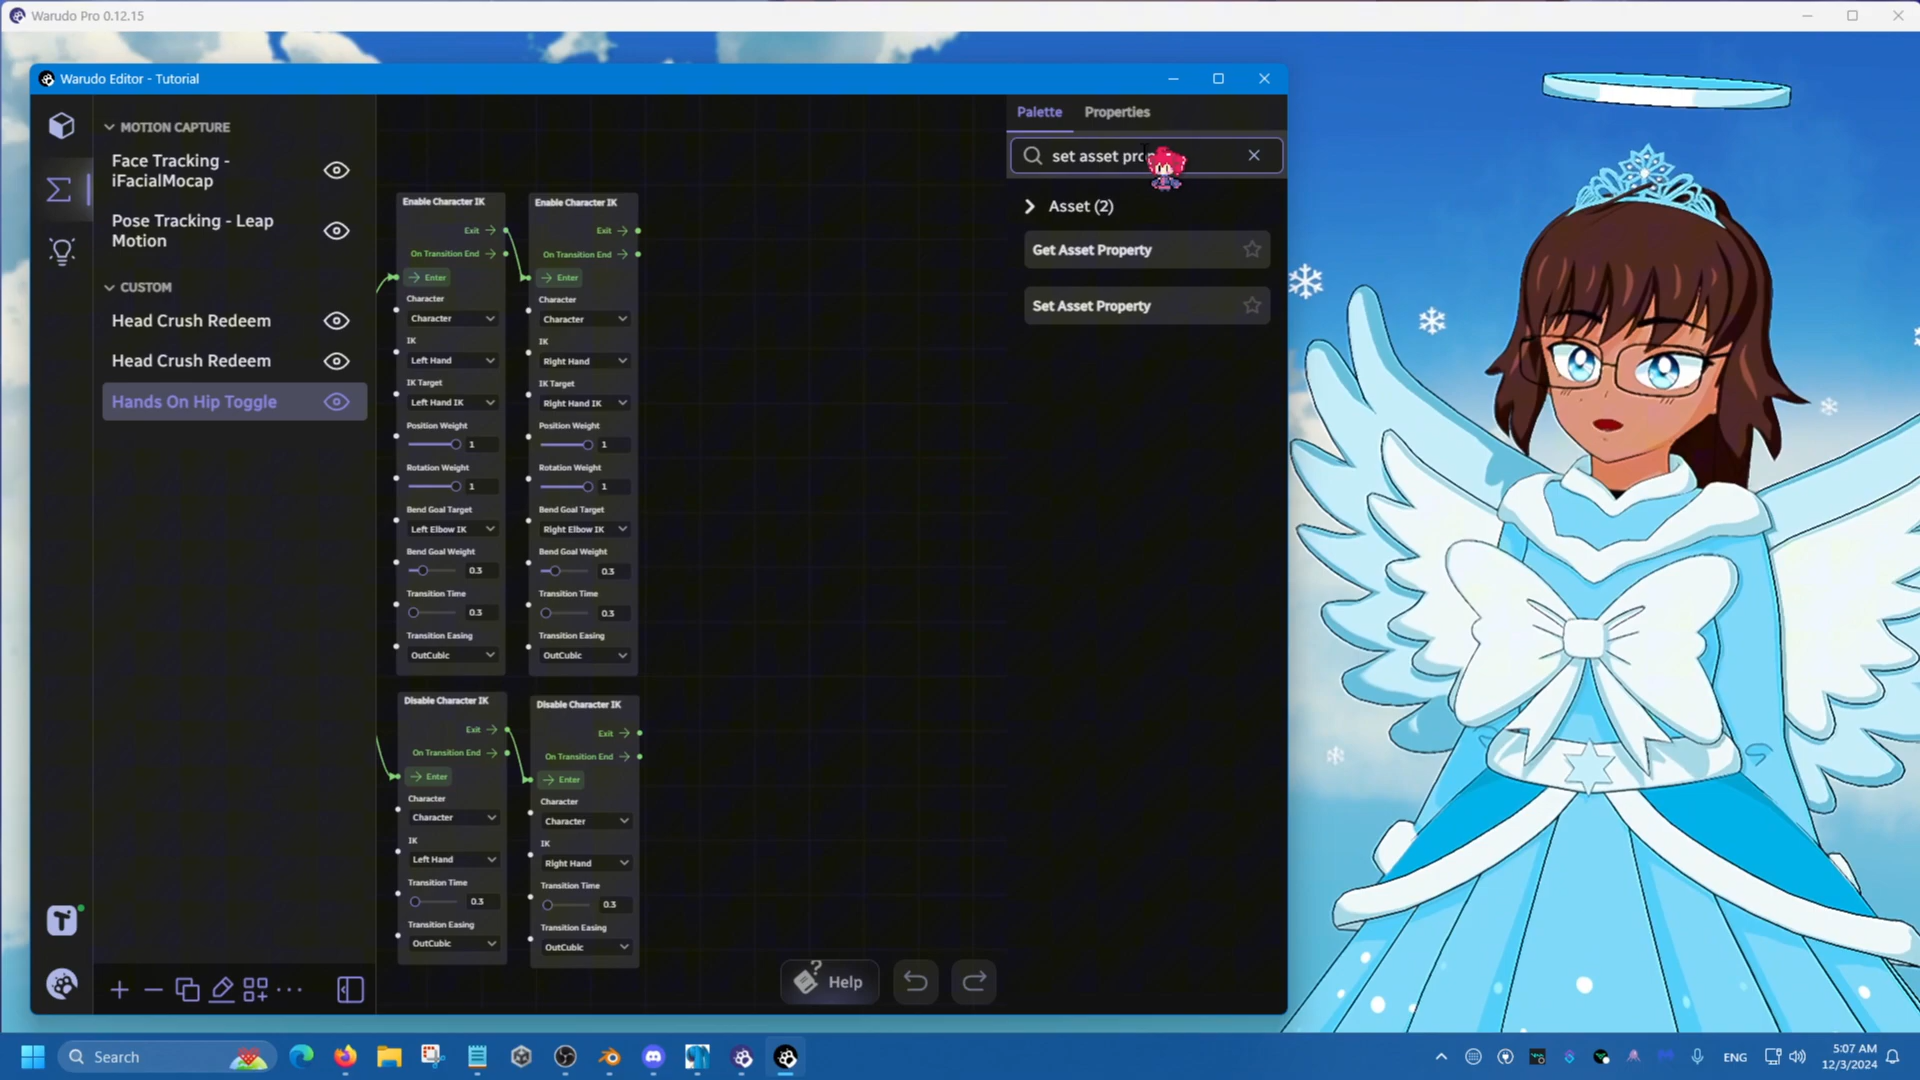 Warudo Pro 0.12.15
Warudo Editor - Tutorial
MOTION CAPTURE
Face Tracking -
iFacialMocap
Pose Tracking - Leap
Motion
CUSTOM
Head Crush Redeem
Head Crush Redeem
Hands On Hip Toggle
Enable Character IK
Exit
On Transition End
Enter
Character
Character
IK
Left Hand
IK Target
Left Hand IK
Position Weight
1
Rotation Weight
1
Bend Goal Target
Left Elbow IK
Bend Goal Weight
0.3
Transition Time
0.3
Transition Easing
OutCubic
Enable Character IK
Exit
On Transition End
Enter
Character
Character
IK
Right Hand
IK Target
Right Hand IK
Position Weight
1
Rotation Weight
1
Bend Goal Target
Right Elbow IK
Bend Goal Weight
0.3
Transition Time
0.3
Transition Easing
OutCubic
Disable Character IK
Exit
On Transition End
Enter
Character
Character
IK
Left Hand
Transition Time
0.3
Transition Easing
OutCubic
Disable Character IK
Exit
On Transition End
Enter
Character
Character
IK
Right Hand
Transition Time
0.3
Transition Easing
OutCubic
Palette Properties
set asset pro
Asset (2)
Get Asset Property
Set Asset Property
Help
Search
ENG
5:07 AM
12/3/2024